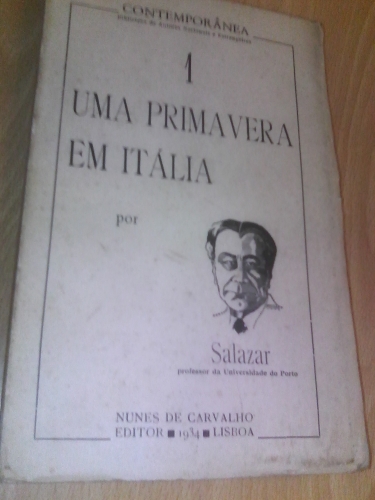 CONTEMPORÂNEA
1
UMA PRIMAVERA
EM ITÁLIA
por
Salazar
professor da Universidade do Porto
NUNES DE CARVALHO
EDITOR ■ 1934 ■ LISBOA